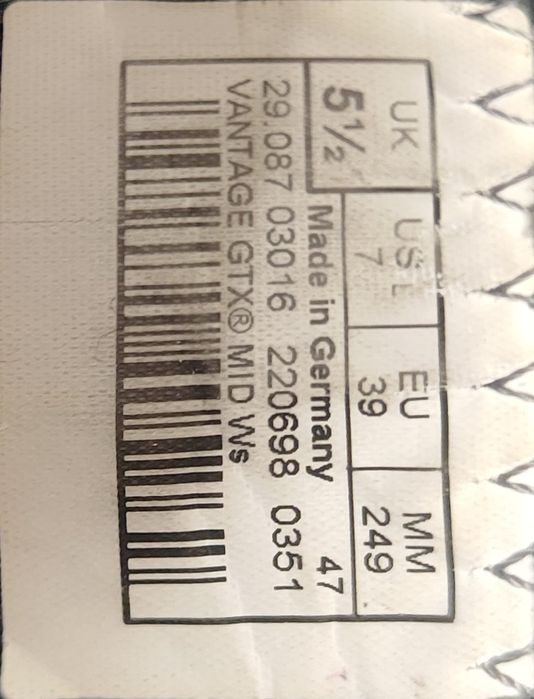 UK US L EU MM
5½ 7 39 249
Made in Germany 47
29.087 03016 220698 0351
VANTAGE GTX® MID Ws